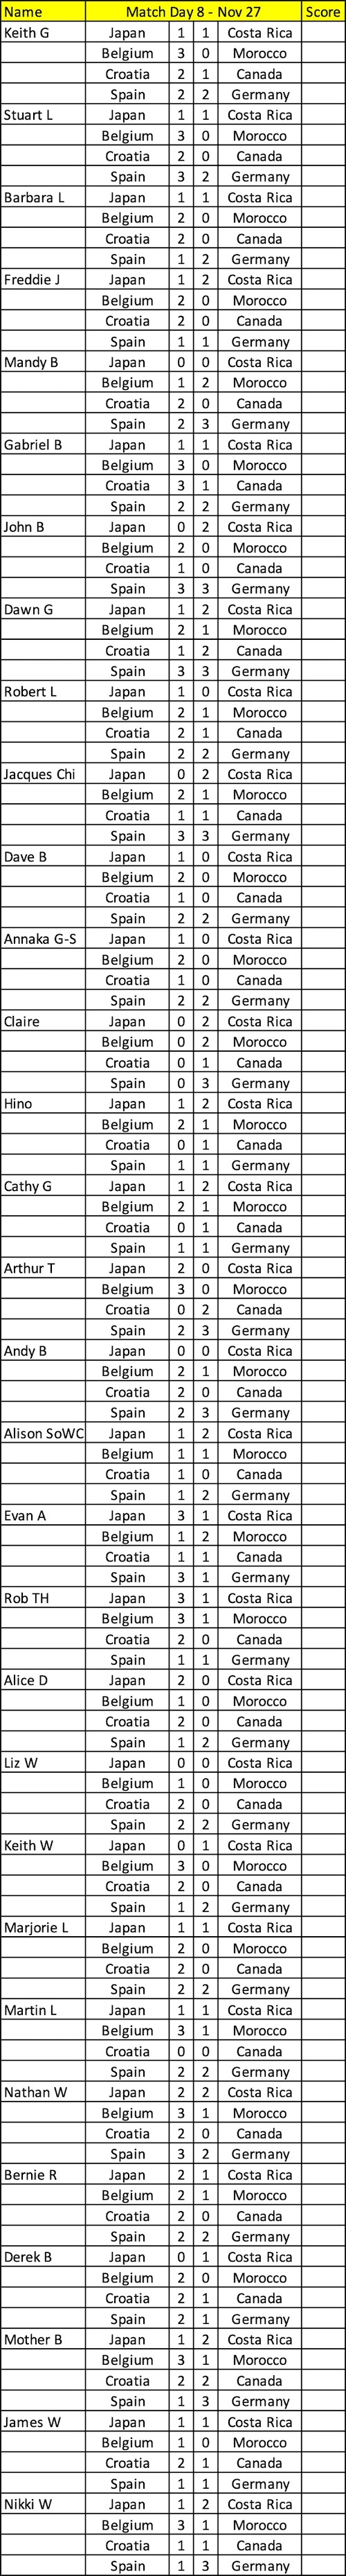 Name Match Day 8 - Nov 27 Score
Keith G Japan 1 1 Costa Rica
Belgium 3 0 Morocco
Croatia 2 1 Canada
Spain 2 2 Germany
Stuart L Japan 1 1 Costa Rica
Belgium 3 0 Morocco
Croatia 2 0 Canada
Spain 3 2 Germany
Barbara L Japan 1 1 Costa Rica
Belgium 2 0 Morocco
Croatia 2 0 Canada
Spain 1 2 Germany
Freddie J Japan 1 2 Costa Rica
Belgium 2 0 Morocco
Croatia 2 0 Canada
Spain 1 1 Germany
Mandy B Japan 0 0 Costa Rica
Belgium 1 2 Morocco
Croatia 2 0 Canada
Spain 2 3 Germany
Gabriel B Japan 1 1 Costa Rica
Belgium 3 0 Morocco
Croatia 3 1 Canada
Spain 2 2 Germany
John B Japan 0 2 Costa Rica
Belgium 2 0 Morocco
Croatia 1 0 Canada
Spain 3 3 Germany
Dawn G Japan 1 2 Costa Rica
Belgium 2 1 Morocco
Croatia 1 2 Canada
Spain 3 3 Germany
Robert L Japan 1 0 Costa Rica
Belgium 2 1 Morocco
Croatia 2 1 Canada
Spain 2 2 Germany
Jacques Chi Japan 0 2 Costa Rica
Belgium 2 1 Morocco
Croatia 1 1 Canada
Spain 3 3 Germany
Dave B Japan 1 0 Costa Rica
Belgium 2 0 Morocco
Croatia 1 0 Canada
Spain 2 2 Germany
Annaka G-S Japan 1 0 Costa Rica
Belgium 2 0 Morocco
Croatia 1 0 Canada
Spain 2 2 Germany
Claire Japan 0 2 Costa Rica
Belgium 0 2 Morocco
Croatia 0 1 Canada
Spain 0 3 Germany
Hino Japan 1 2 Costa Rica
Belgium 2 1 Morocco
Croatia 0 1 Canada
Spain 1 1 Germany
Cathy G Japan 1 2 Costa Rica
Belgium 2 1 Morocco
Croatia 0 1 Canada
Spain 1 1 Germany
Arthur T Japan 2 0 Costa Rica
Belgium 3 0 Morocco
Croatia 0 2 Canada
Spain 2 3 Germany
Andy B Japan 0 0 Costa Rica
Belgium 2 1 Morocco
Croatia 2 0 Canada
Spain 2 3 Germany
Alison SoWC Japan 1 2 Costa Rica
Belgium 1 1 Morocco
Croatia 1 0 Canada
Spain 1 2 Germany
Evan A Japan 3 1 Costa Rica
Belgium 1 2 Morocco
Croatia 1 1 Canada
Spain 3 1 Germany
Rob TH Japan 3 1 Costa Rica
Belgium 3 1 Morocco
Croatia 2 0 Canada
Spain 1 1 Germany
Alice D Japan 2 0 Costa Rica
Belgium 1 0 Morocco
Croatia 2 0 Canada
Spain 1 2 Germany
Liz W Japan 0 0 Costa Rica
Belgium 1 0 Morocco
Croatia 2 0 Canada
Spain 2 2 Germany
Keith W Japan 0 1 Costa Rica
Belgium 3 0 Morocco
Croatia 2 0 Canada
Spain 1 2 Germany
Marjorie L Japan 1 1 Costa Rica
Belgium 2 0 Morocco
Croatia 2 0 Canada
Spain 2 2 Germany
Martin L Japan 1 1 Costa Rica
Belgium 3 1 Morocco
Croatia 0 0 Canada
Spain 2 2 Germany
Nathan W Japan 2 2 Costa Rica
Belgium 3 1 Morocco
Croatia 2 0 Canada
Spain 3 2 Germany
Bernie R Japan 2 1 Costa Rica
Belgium 2 1 Morocco
Croatia 2 0 Canada
Spain 2 2 Germany
Derek B Japan 0 1 Costa Rica
Belgium 2 0 Morocco
Croatia 2 1 Canada
Spain 2 1 Germany
Mother B Japan 1 2 Costa Rica
Belgium 3 1 Morocco
Croatia 2 2 Canada
Spain 1 3 Germany
James W Japan 1 1 Costa Rica
Belgium 1 0 Morocco
Croatia 2 1 Canada
Spain 1 1 Germany
Nikki W Japan 1 2 Costa Rica
Belgium 3 1 Morocco
Croatia 1 1 Canada
Spain 1 3 Germany